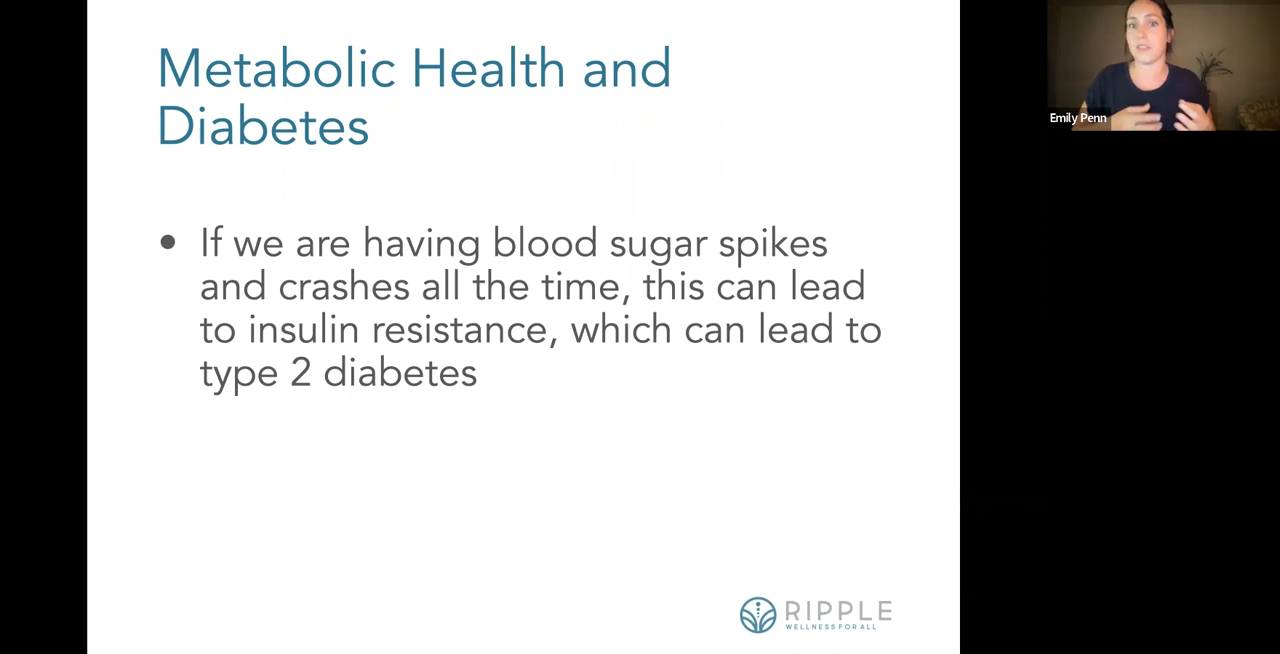 Metabolic Health and
Diabetes
• If we are having blood sugar spikes
and crashes all the time, this can lead
to insulin resistance, which can lead to
type 2 diabetes
RIPPLE
WELLNESS FOR ALL
Emily Penn